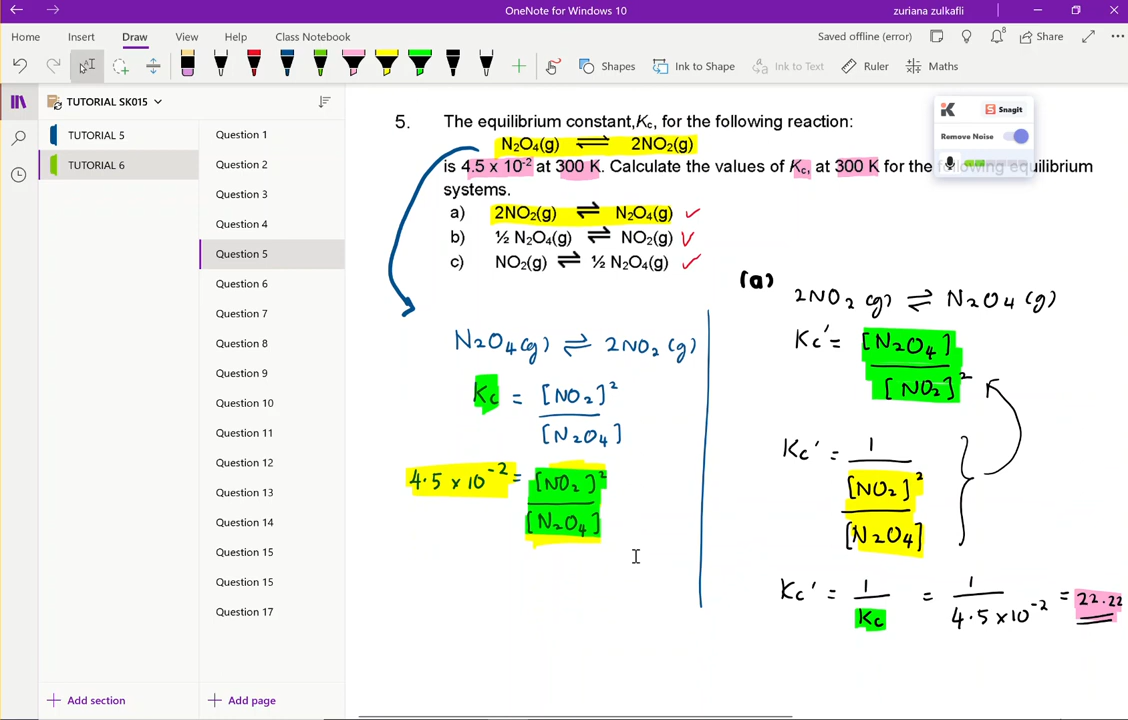 OneNote for Windows 10
zuriana zulkafli
Home Insert Draw View Help Class Notebook
Saved offline (error) 8 Share
Shapes Ink to Shape Ink to Text Ruler Maths
TUTORIAL SK015
TUTORIAL 5
TUTORIAL 6
Question 1
Question 2
Question 3
Question 4
Question 5
Question 6
Question 7
Question 8
Question 9
Question 10
Question 11
Question 12
Question 13
Question 14
Question 15
Question 15
Question 17
Add section
Add page
K S Snagit
Remove Noise
5. The equilibrium constant,Kc, for the following reaction:
N2O4(g) ⇌ 2NO2(g)
is 4.5 x 10-2 at 300 K. Calculate the values of Kc, at 300 K for the following equilibrium
systems.
a) 2NO2(g) ⇌ N2O4(g) ✓
b) ½ N2O4(g) ⇌ NO2(g) ✓
c) NO2(g) ⇌ ½ N2O4(g) ✓
N2O4(g) ⇌ 2NO2(g)
Kc = [NO2]²
[N2O4]
4.5 x 10⁻² = [NO2]²
[N2O4]
(a)
2NO2(g) ⇌ N2O4(g)
Kc' = [N2O4]
[NO2]²
Kc' = 1
[NO2]²
[N2O4]
Kc' = 1 = 1 = 22.22
Kc 4.5 x 10⁻²